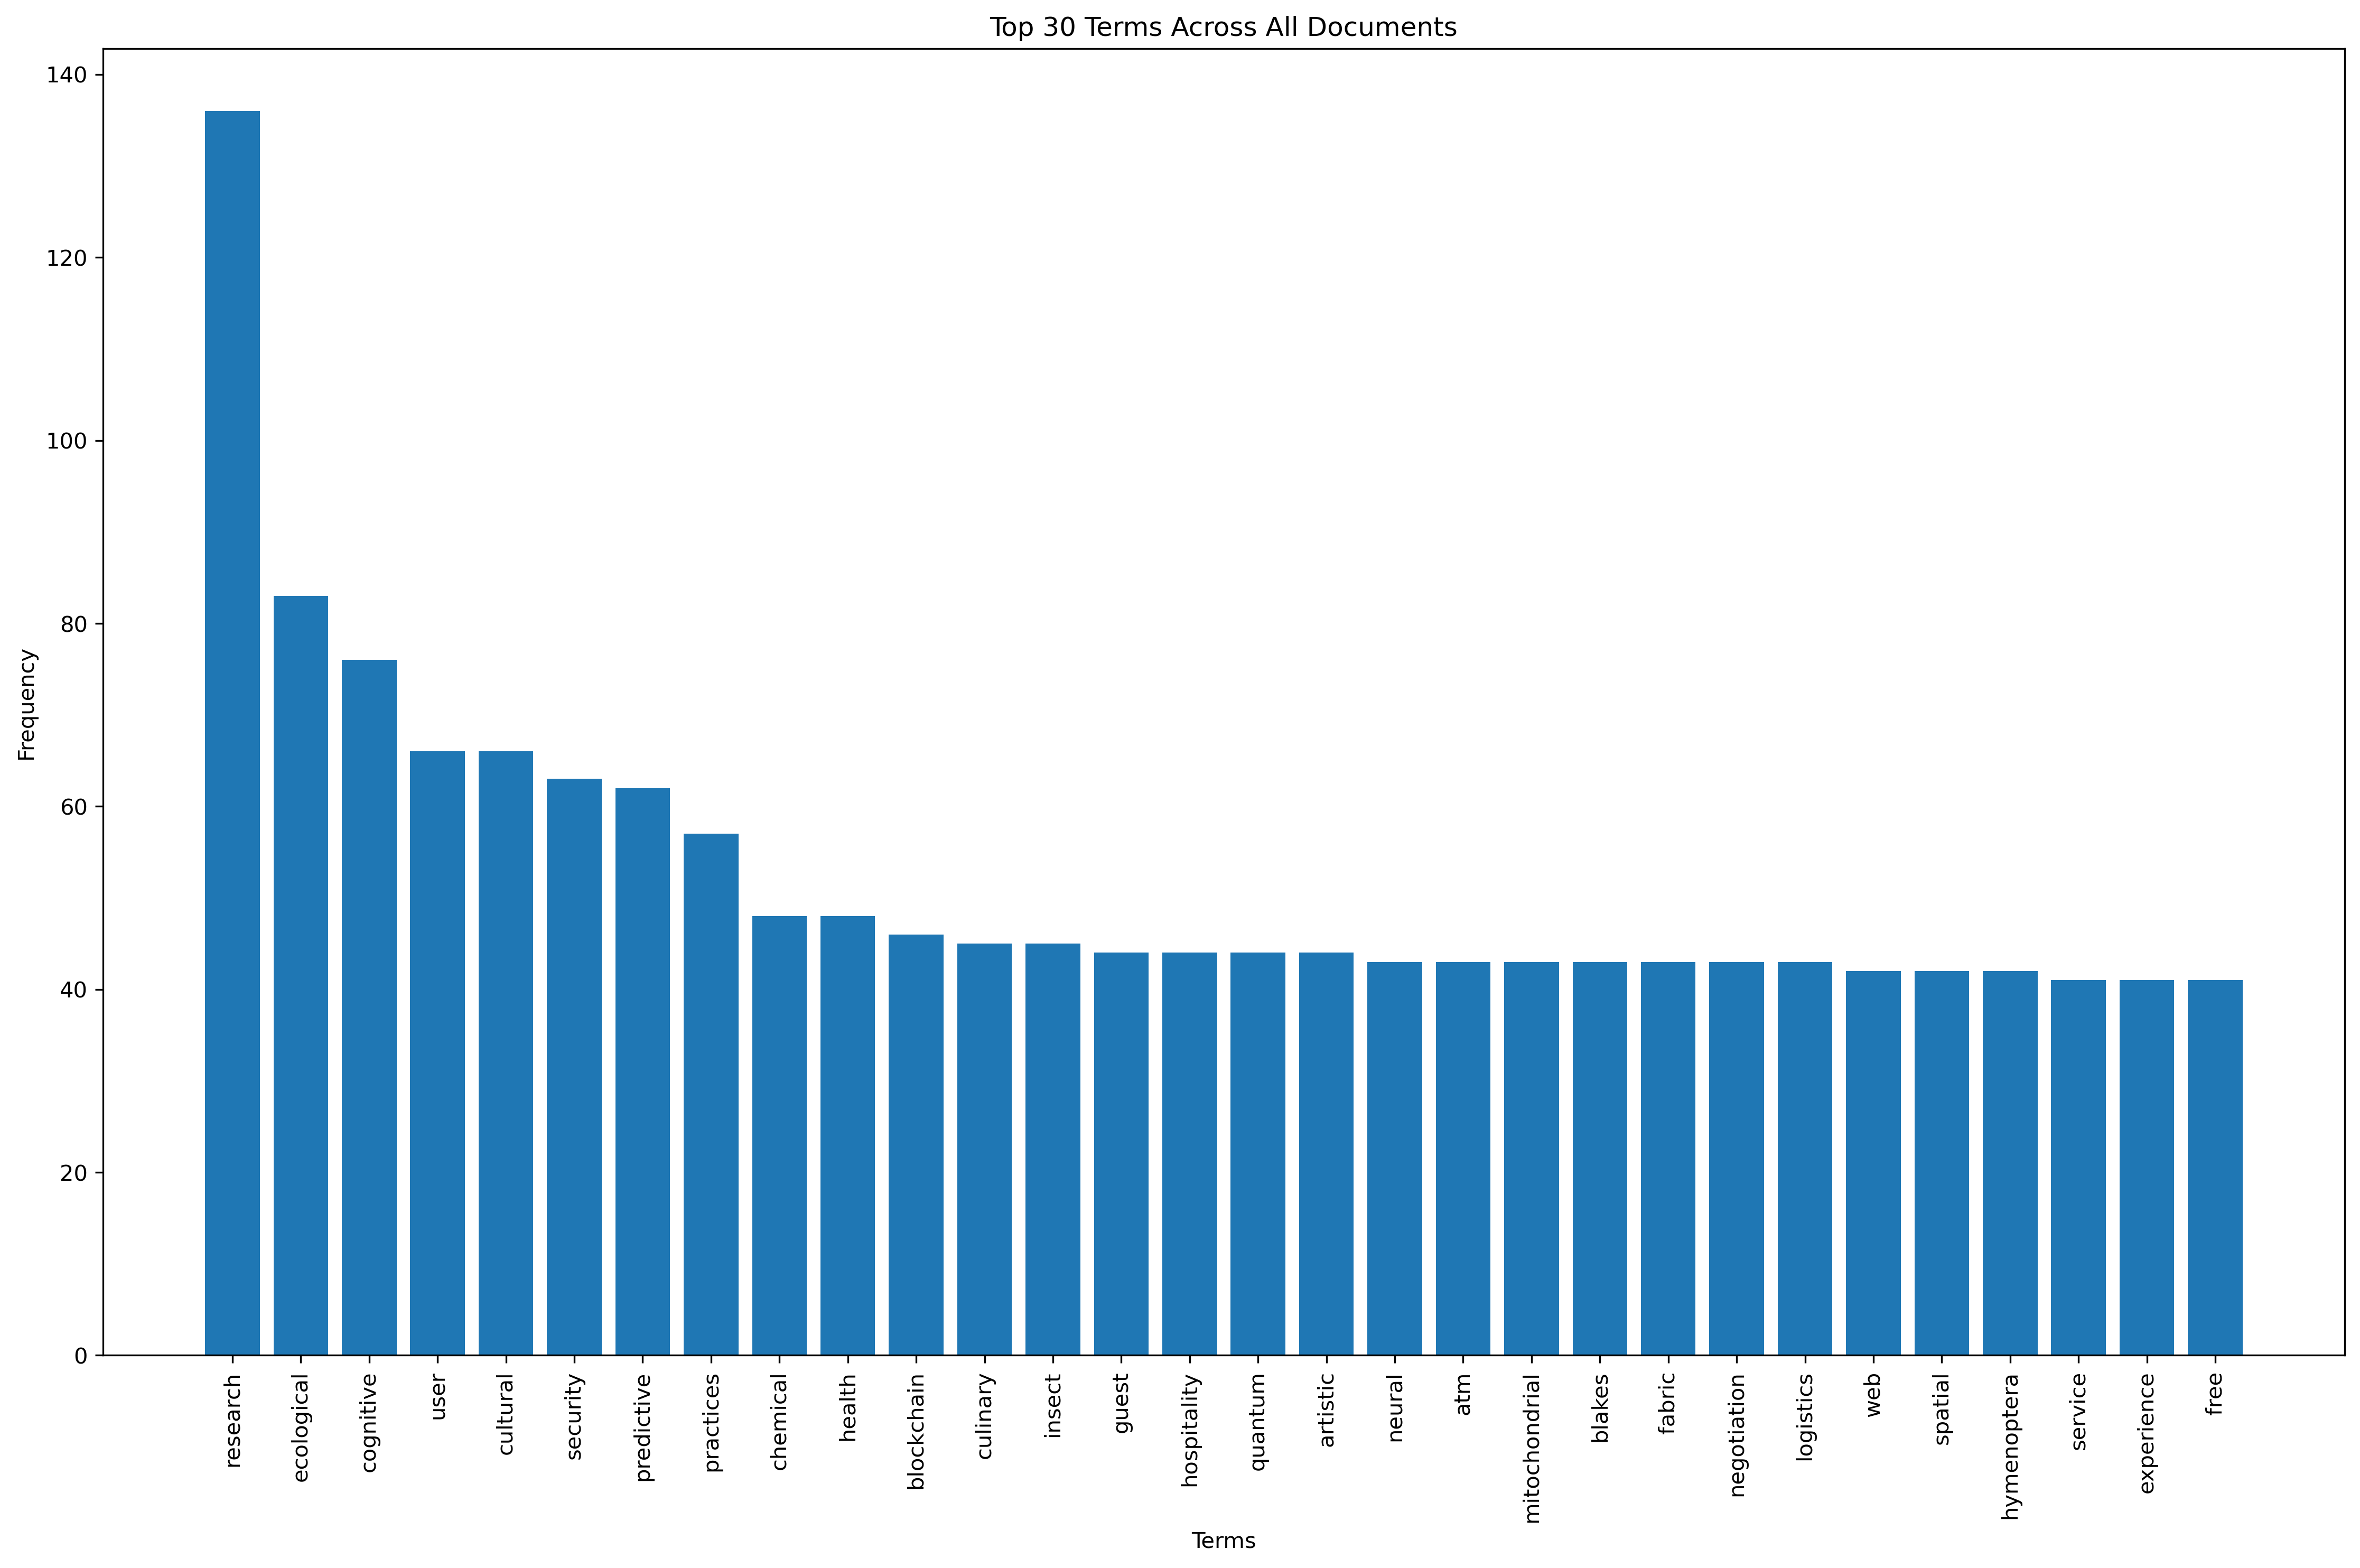 Top 30 Terms Across All Documents
140
120
100
80
60
40
20
0
Frequency
research
ecological
cognitive
user
cultural
security
predictive
practices
chemical
health
blockchain
culinary
insect
guest
hospitality
quantum
artistic
neural
atm
mitochondrial
blakes
fabric
negotiation
logistics
web
spatial
hymenoptera
service
experience
free
Terms